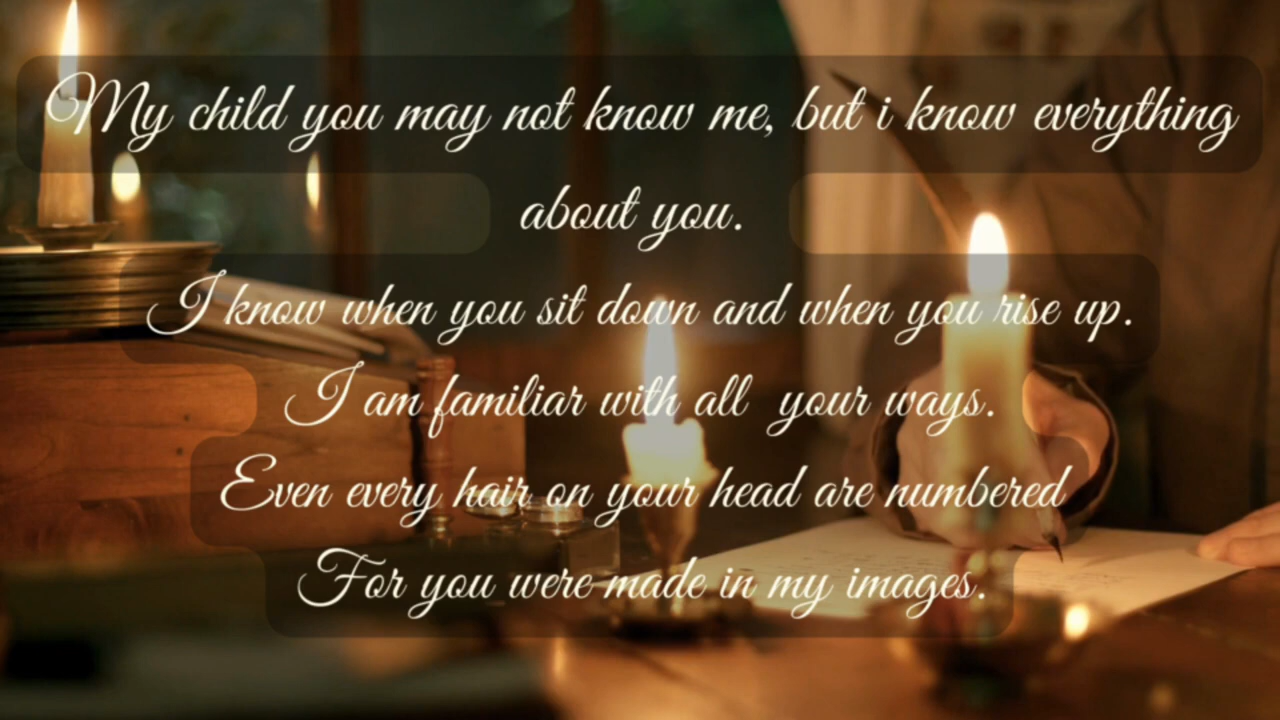 My child you may not know me, but i know everything
about you.
I know when you sit down and when you rise up.
I am familiar with all your ways.
Even every hair on your head are numbered
For you were made in my images.